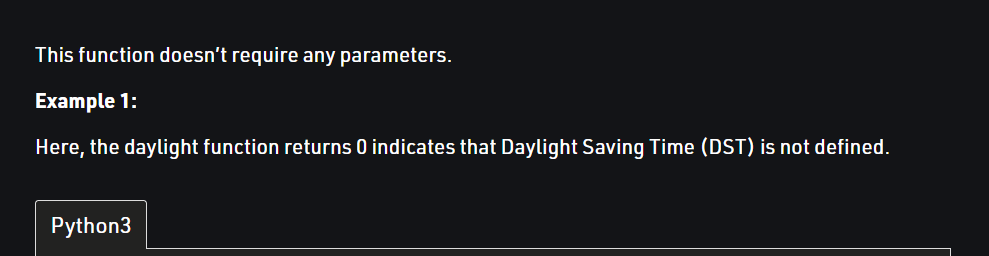 This function doesn't require any parameters.
Example 1:
Here, the daylight function returns 0 indicates that Daylight Saving Time (DST) is not defined.
Python3